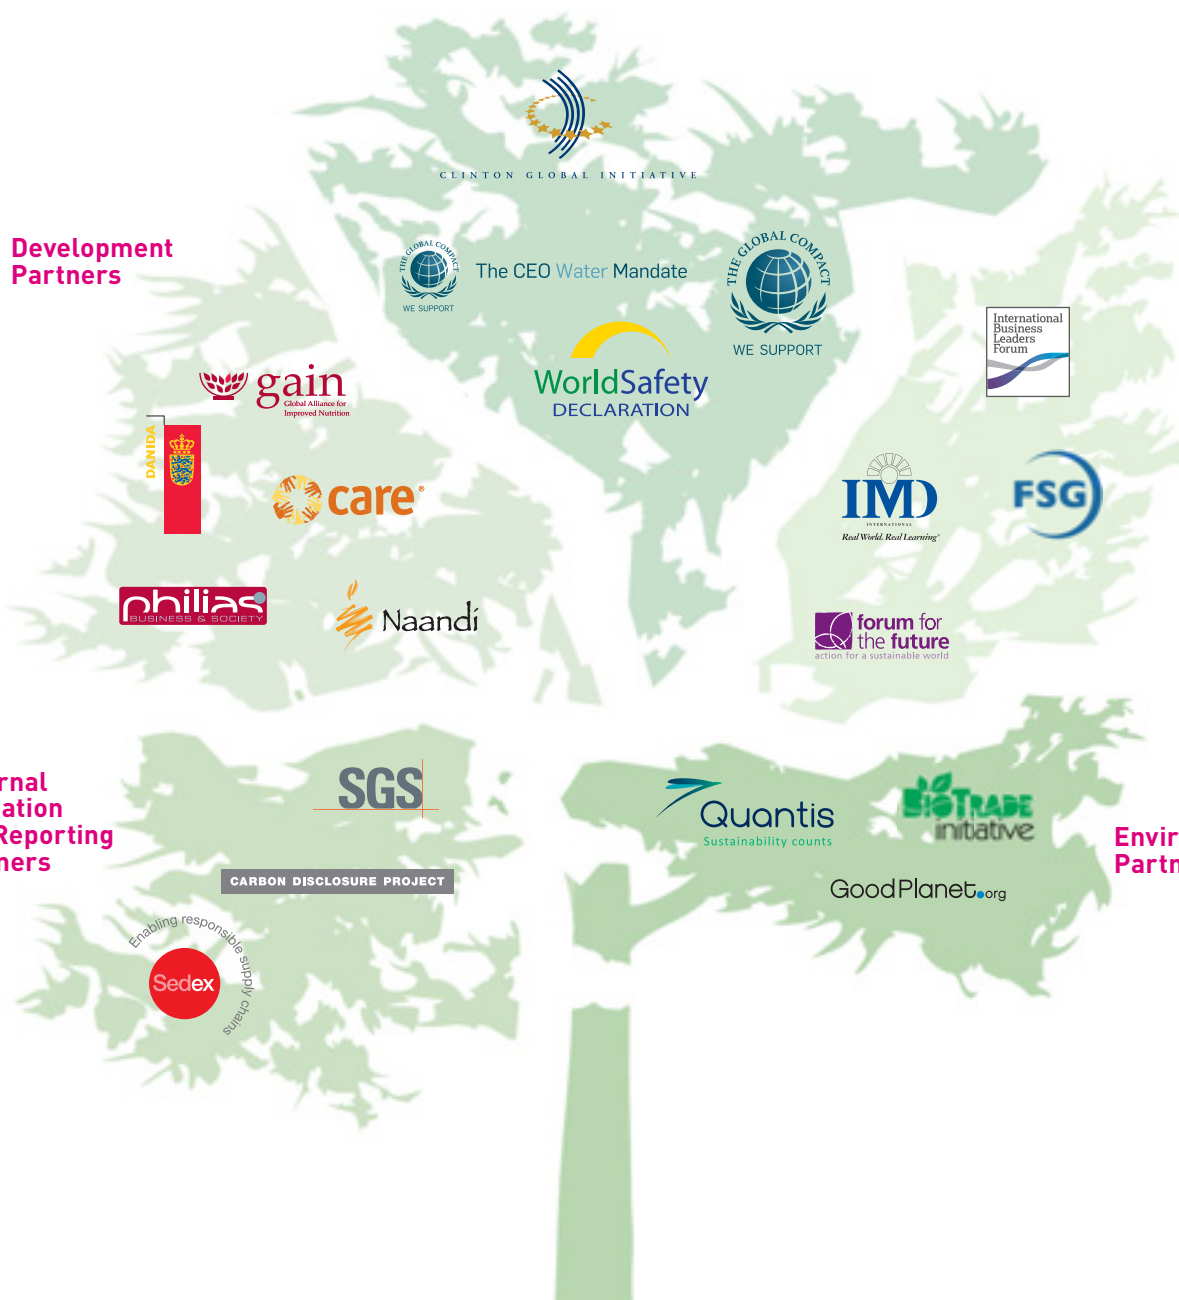 CLINTON GLOBAL INITIATIVE
Development
Partners
THE GLOBAL COMPACT
WE SUPPORT
The CEO Water Mandate
THE GLOBAL COMPACT
WE SUPPORT
International
Business
Leaders
Forum
WorldSafety
DECLARATION
gain
Global Alliance for
Improved Nutrition
DANIDA
care®
IMD
INTERNATIONAL
Real World. Real Learning®
FSG
philias
BUSINESS & SOCIETY
Naandi
forum for
the future
action for a sustainable world
SGS
Quantis
Sustainability counts
BIOTRADE
initiative
rnal
ation
Reporting
ners
Envir
Partn
CARBON DISCLOSURE PROJECT
GoodPlanet.org
Enabling responsible supply chains
Sedex